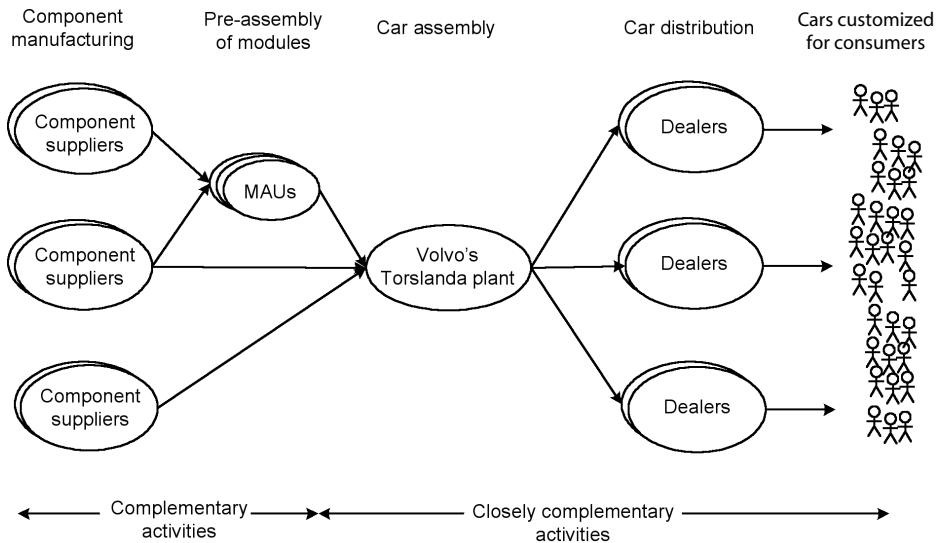 Component
manufacturing
Pre-assembly
of modules
Car assembly
Car distribution
Cars customized
for consumers
Component
suppliers
MAUs
Component
suppliers
Component
suppliers
Volvo's
Torslanda plant
Dealers
Dealers
Dealers
Complementary
activities
Closely complementary
activities